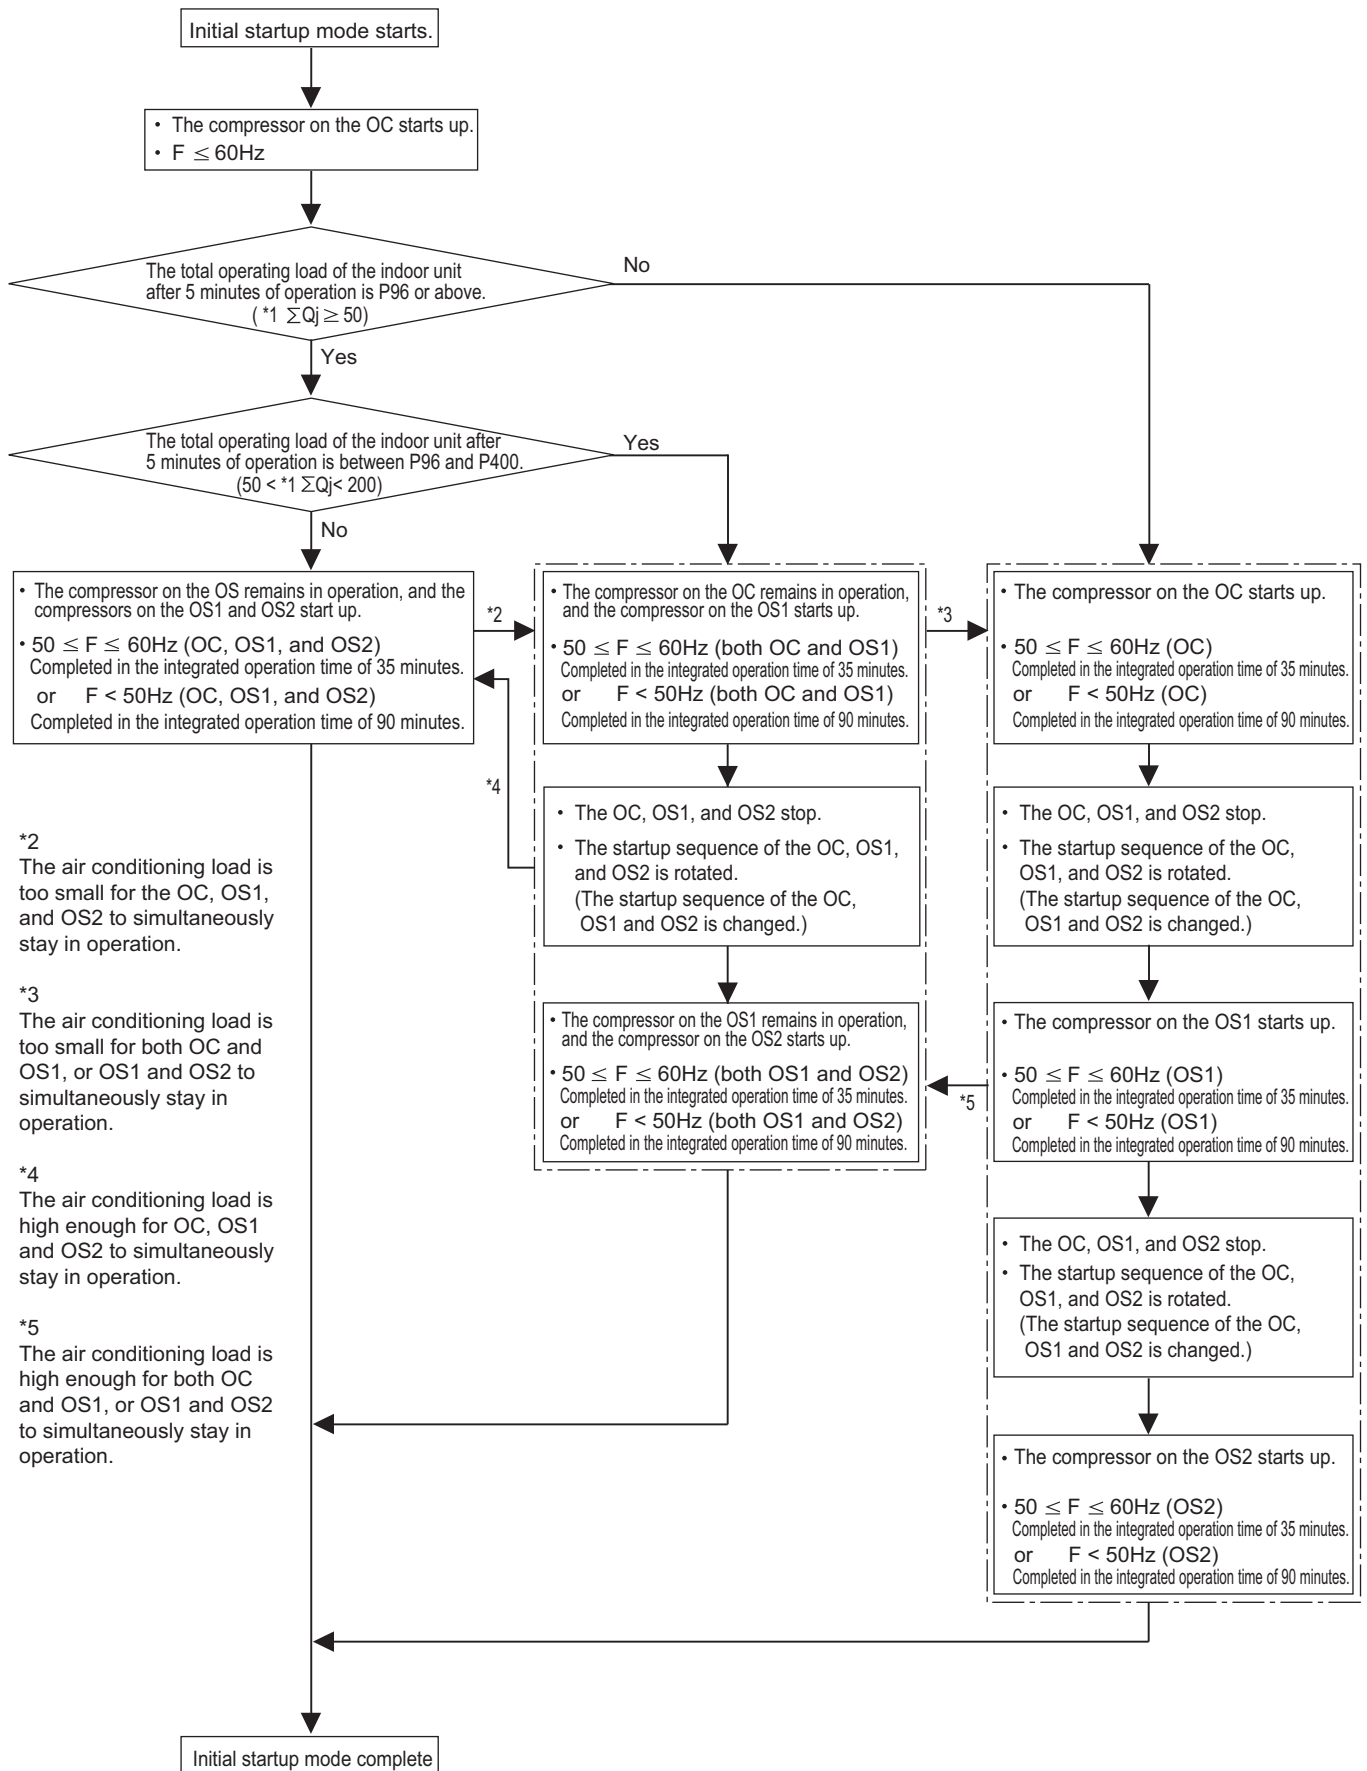 Initial startup mode starts.
• The compressor on the OC starts up.
• F ≤ 60Hz
The total operating load of the indoor unit
after 5 minutes of operation is P96 or above.
( *1 ∑Qj ≥ 50)
No
Yes
The total operating load of the indoor unit after
5 minutes of operation is between P96 and P400.
(50 < *1 ∑Qj< 200)
Yes
No
• The compressor on the OS remains in operation, and the
compressors on the OS1 and OS2 start up.
• 50 ≤ F ≤ 60Hz (OC, OS1, and OS2)
Completed in the integrated operation time of 35 minutes.
or F < 50Hz (OC, OS1, and OS2)
Completed in the integrated operation time of 90 minutes.
*2
• The compressor on the OC remains in operation,
and the compressor on the OS1 starts up.
• 50 ≤ F ≤ 60Hz (both OC and OS1)
Completed in the integrated operation time of 35 minutes.
or F < 50Hz (both OC and OS1)
Completed in the integrated operation time of 90 minutes.
*3
• The compressor on the OC starts up.
• 50 ≤ F ≤ 60Hz (OC)
Completed in the integrated operation time of 35 minutes.
or F < 50Hz (OC)
Completed in the integrated operation time of 90 minutes.
*4
• The OC, OS1, and OS2 stop.
• The startup sequence of the OC, OS1,
and OS2 is rotated.
(The startup sequence of the OC,
OS1 and OS2 is changed.)
• The OC, OS1, and OS2 stop.
• The startup sequence of the OC,
OS1, and OS2 is rotated.
(The startup sequence of the OC,
OS1 and OS2 is changed.)
*2
The air conditioning load is
too small for the OC, OS1,
and OS2 to simultaneously
stay in operation.
*3
The air conditioning load is
too small for both OC and
OS1, or OS1 and OS2 to
simultaneously stay in
operation.
*4
The air conditioning load is
high enough for OC, OS1
and OS2 to simultaneously
stay in operation.
*5
The air conditioning load is
high enough for both OC
and OS1, or OS1 and OS2
to simultaneously stay in
operation.
• The compressor on the OS1 remains in operation,
and the compressor on the OS2 starts up.
• 50 ≤ F ≤ 60Hz (both OS1 and OS2)
Completed in the integrated operation time of 35 minutes.
or F < 50Hz (both OS1 and OS2)
Completed in the integrated operation time of 90 minutes.
*5
• The compressor on the OS1 starts up.
• 50 ≤ F ≤ 60Hz (OS1)
Completed in the integrated operation time of 35 minutes.
or F < 50Hz (OS1)
Completed in the integrated operation time of 90 minutes.
• The OC, OS1, and OS2 stop.
• The startup sequence of the OC,
OS1, and OS2 is rotated.
(The startup sequence of the OC,
OS1 and OS2 is changed.)
• The compressor on the OS2 starts up.
• 50 ≤ F ≤ 60Hz (OS2)
Completed in the integrated operation time of 35 minutes.
or F < 50Hz (OS2)
Completed in the integrated operation time of 90 minutes.
Initial startup mode complete